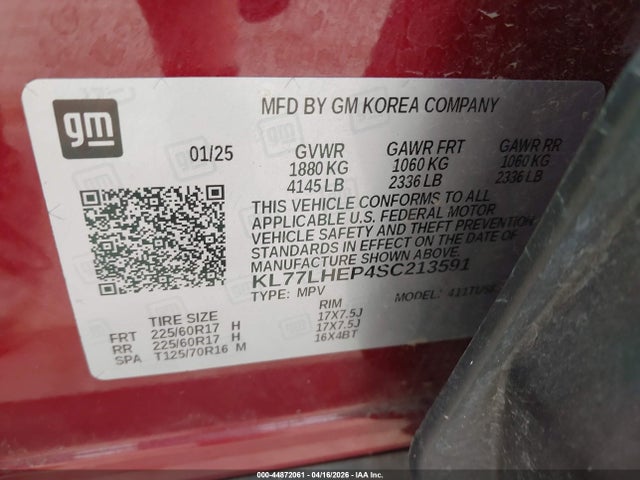 gm
MFD BY GM KOREA COMPANY
01/25 GVWR GAWR FRT GAWR RR
1880 KG 1060 KG 1060 KG
4145 LB 2336 LB 2336 LB
THIS VEHICLE CONFORMS TO ALL
APPLICABLE U.S. FEDERAL MOTOR
VEHICLE SAFETY AND THEFT PREVENTION
STANDARDS IN EFFECT ON THE DATE OF
MANUFACTURE SHOWN ABOVE.
KL77LHEP4SC213591
TYPE: MPV MODEL:
TIRE SIZE RIM
FRT 225/60R17 H 17X7.5J
RR 225/60R17 H 17X7.5J
SPA T125/70R16 M 16X4BT
000-44872061 - 04/16/2026 - IAA Inc.